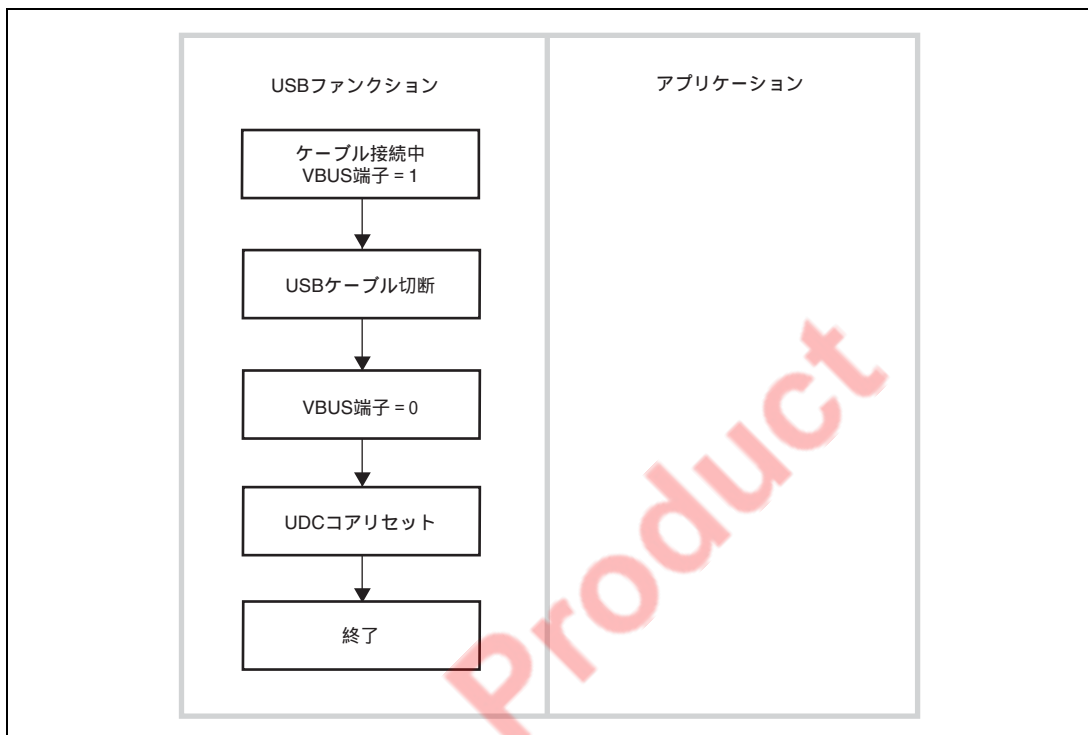 USBファンクション
アプリケーション
ケーブル接続中
VBUS端子 = 1
USBケーブル切断
VBUS端子 = 0
UDCコアリセット
終了
Product